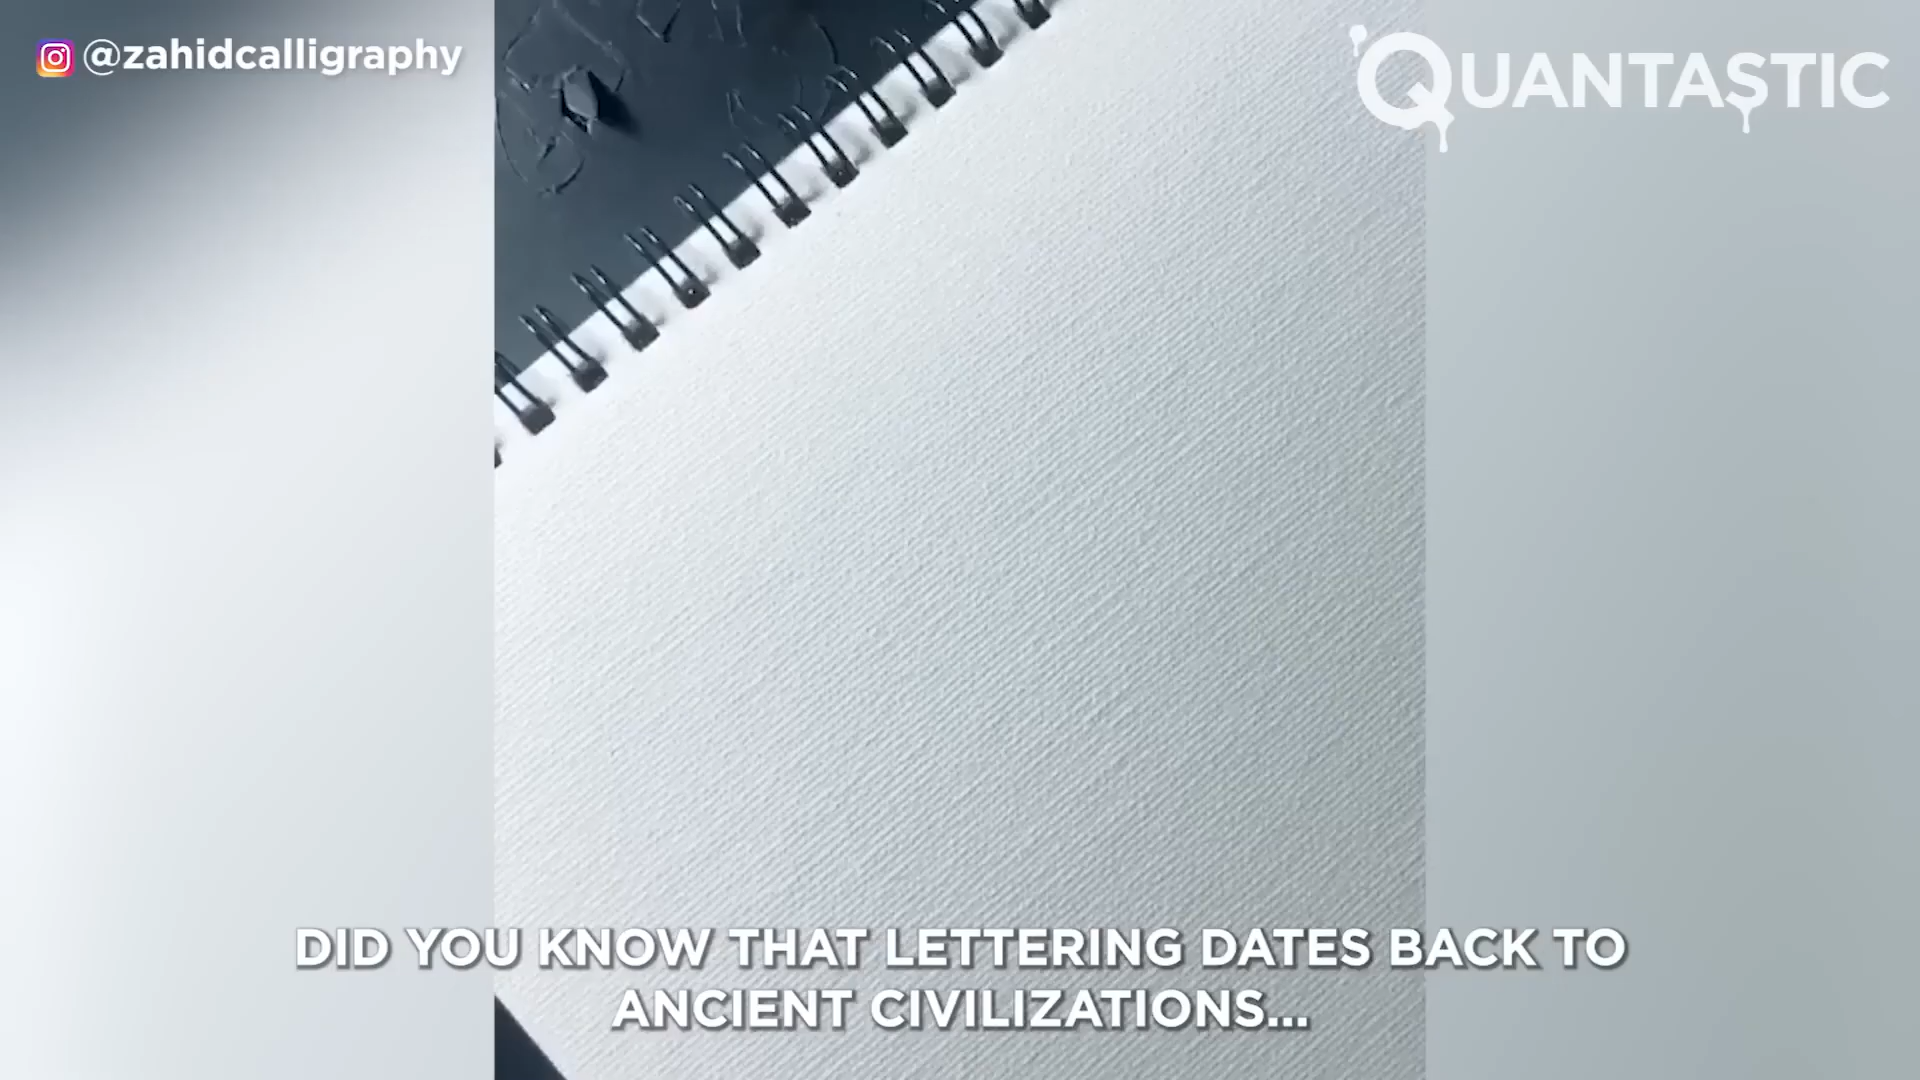 @zahidcalligraphy
QUANTASTIC
DID YOU KNOW THAT LETTERING DATES BACK TO
ANCIENT CIVILIZATIONS...